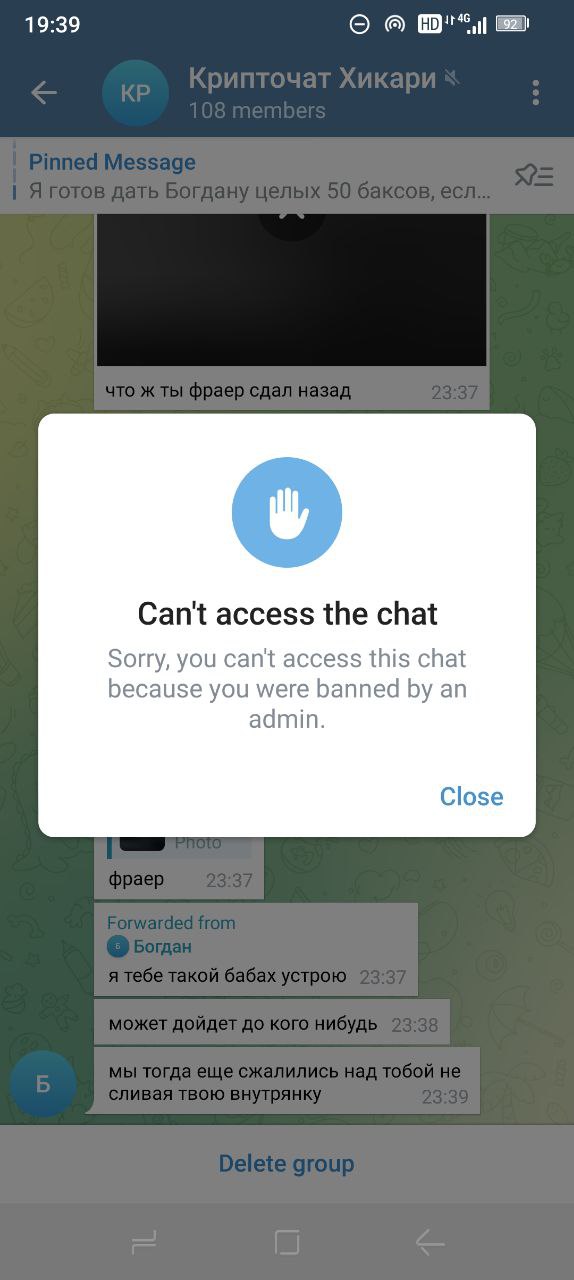 19:39
HD 4G 92
КР
Крипточат Хикари
108 members
Pinned Message
Я готов дать Богдану целых 50 баксов, есл...
что ж ты фраер сдал назад 23:37
Can't access the chat
Sorry, you can't access this chat
because you were banned by an
admin.
Close
Photo
фраер 23:37
Forwarded from
Б Богдан
я тебе такой бабах устрою 23:37
может дойдет до кого нибудь 23:38
Б
мы тогда еще сжалились над тобой не
сливая твою внутрянку 23:39
Delete group